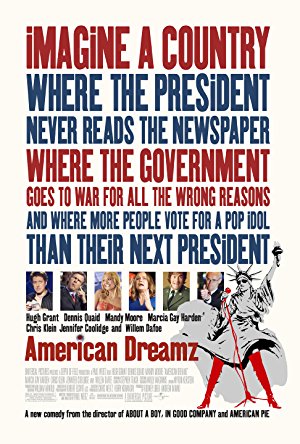 iMAGiNE A COUNTRY
WHERE THE PRESiDENT
NEVER READS THE NEWSPAPER
WHERE THE GOVERNMENT
GOES TO WAR FOR ALL THE WRONG REASONS
AND WHERE MORE PEOPLE VOTE FOR A POP iDOL
THAN THEiR NEXT PRESiDENT
Hugh Grant Dennis Quaid Mandy Moore Marcia Gay Harden
Chris Klein Jennifer Coolidge and Willem Dafoe
American Dreamz
A new comedy from the director of ABOUT A BOY, IN GOOD COMPANY and AMERICAN PIE